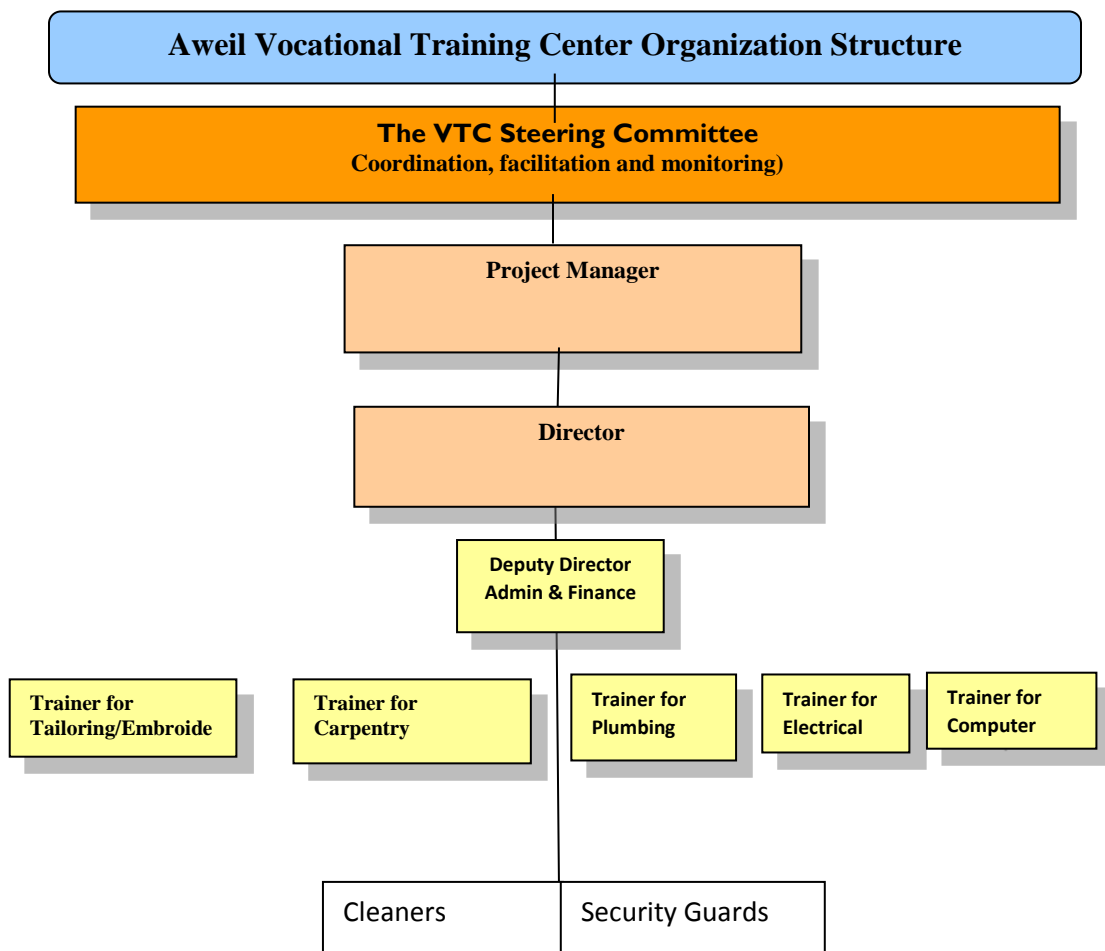 Aweil Vocational Training Center Organization Structure
The VTC Steering Committee
Coordination, facilitation and monitoring)
Project Manager
Director
Deputy Director
Admin & Finance
Trainer for
Tailoring/Embroide
Trainer for
Carpentry
Trainer for
Plumbing
Trainer for
Electrical
Trainer for
Computer
Cleaners
Security Guards